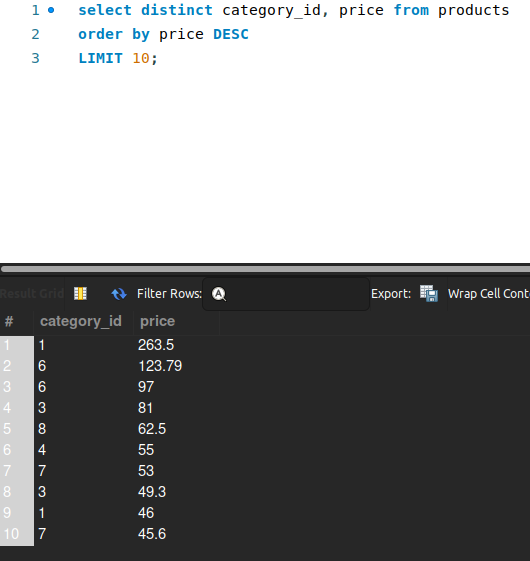 1 select distinct category_id, price from products
2 order by price DESC
3 LIMIT 10;
Result Grid Filter Rows: Export: Wrap Cell Cont
# category_id price
1 1 263.5
2 6 123.79
3 6 97
4 3 81
5 8 62.5
6 4 55
7 7 53
8 3 49.3
9 1 46
10 7 45.6